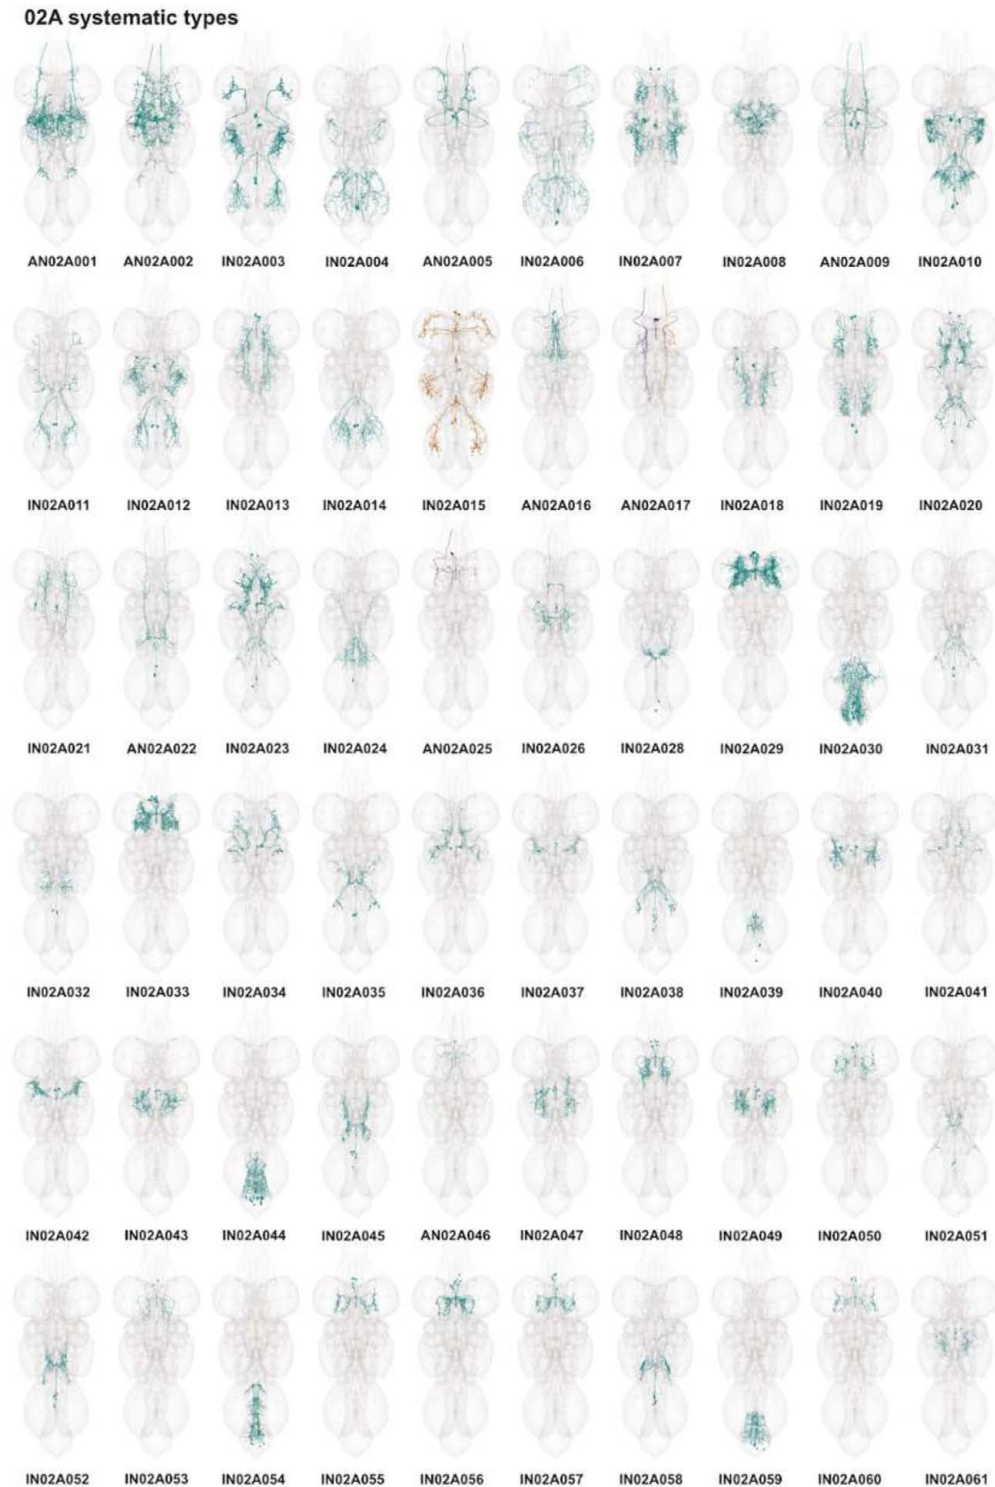 02A systematic types
AN02A001 AN02A002 IN02A003 IN02A004 AN02A005 IN02A006 IN02A007 IN02A008 AN02A009 IN02A010
IN02A011 IN02A012 IN02A013 IN02A014 IN02A015 AN02A016 AN02A017 IN02A018 IN02A019 IN02A020
IN02A021 AN02A022 IN02A023 IN02A024 AN02A025 IN02A026 IN02A028 IN02A029 IN02A030 IN02A031
IN02A032 IN02A033 IN02A034 IN02A035 IN02A036 IN02A037 IN02A038 IN02A039 IN02A040 IN02A041
IN02A042 IN02A043 IN02A044 IN02A045 AN02A046 IN02A047 IN02A048 IN02A049 IN02A050 IN02A051
IN02A052 IN02A053 IN02A054 IN02A055 IN02A056 IN02A057 IN02A058 IN02A059 IN02A060 IN02A061